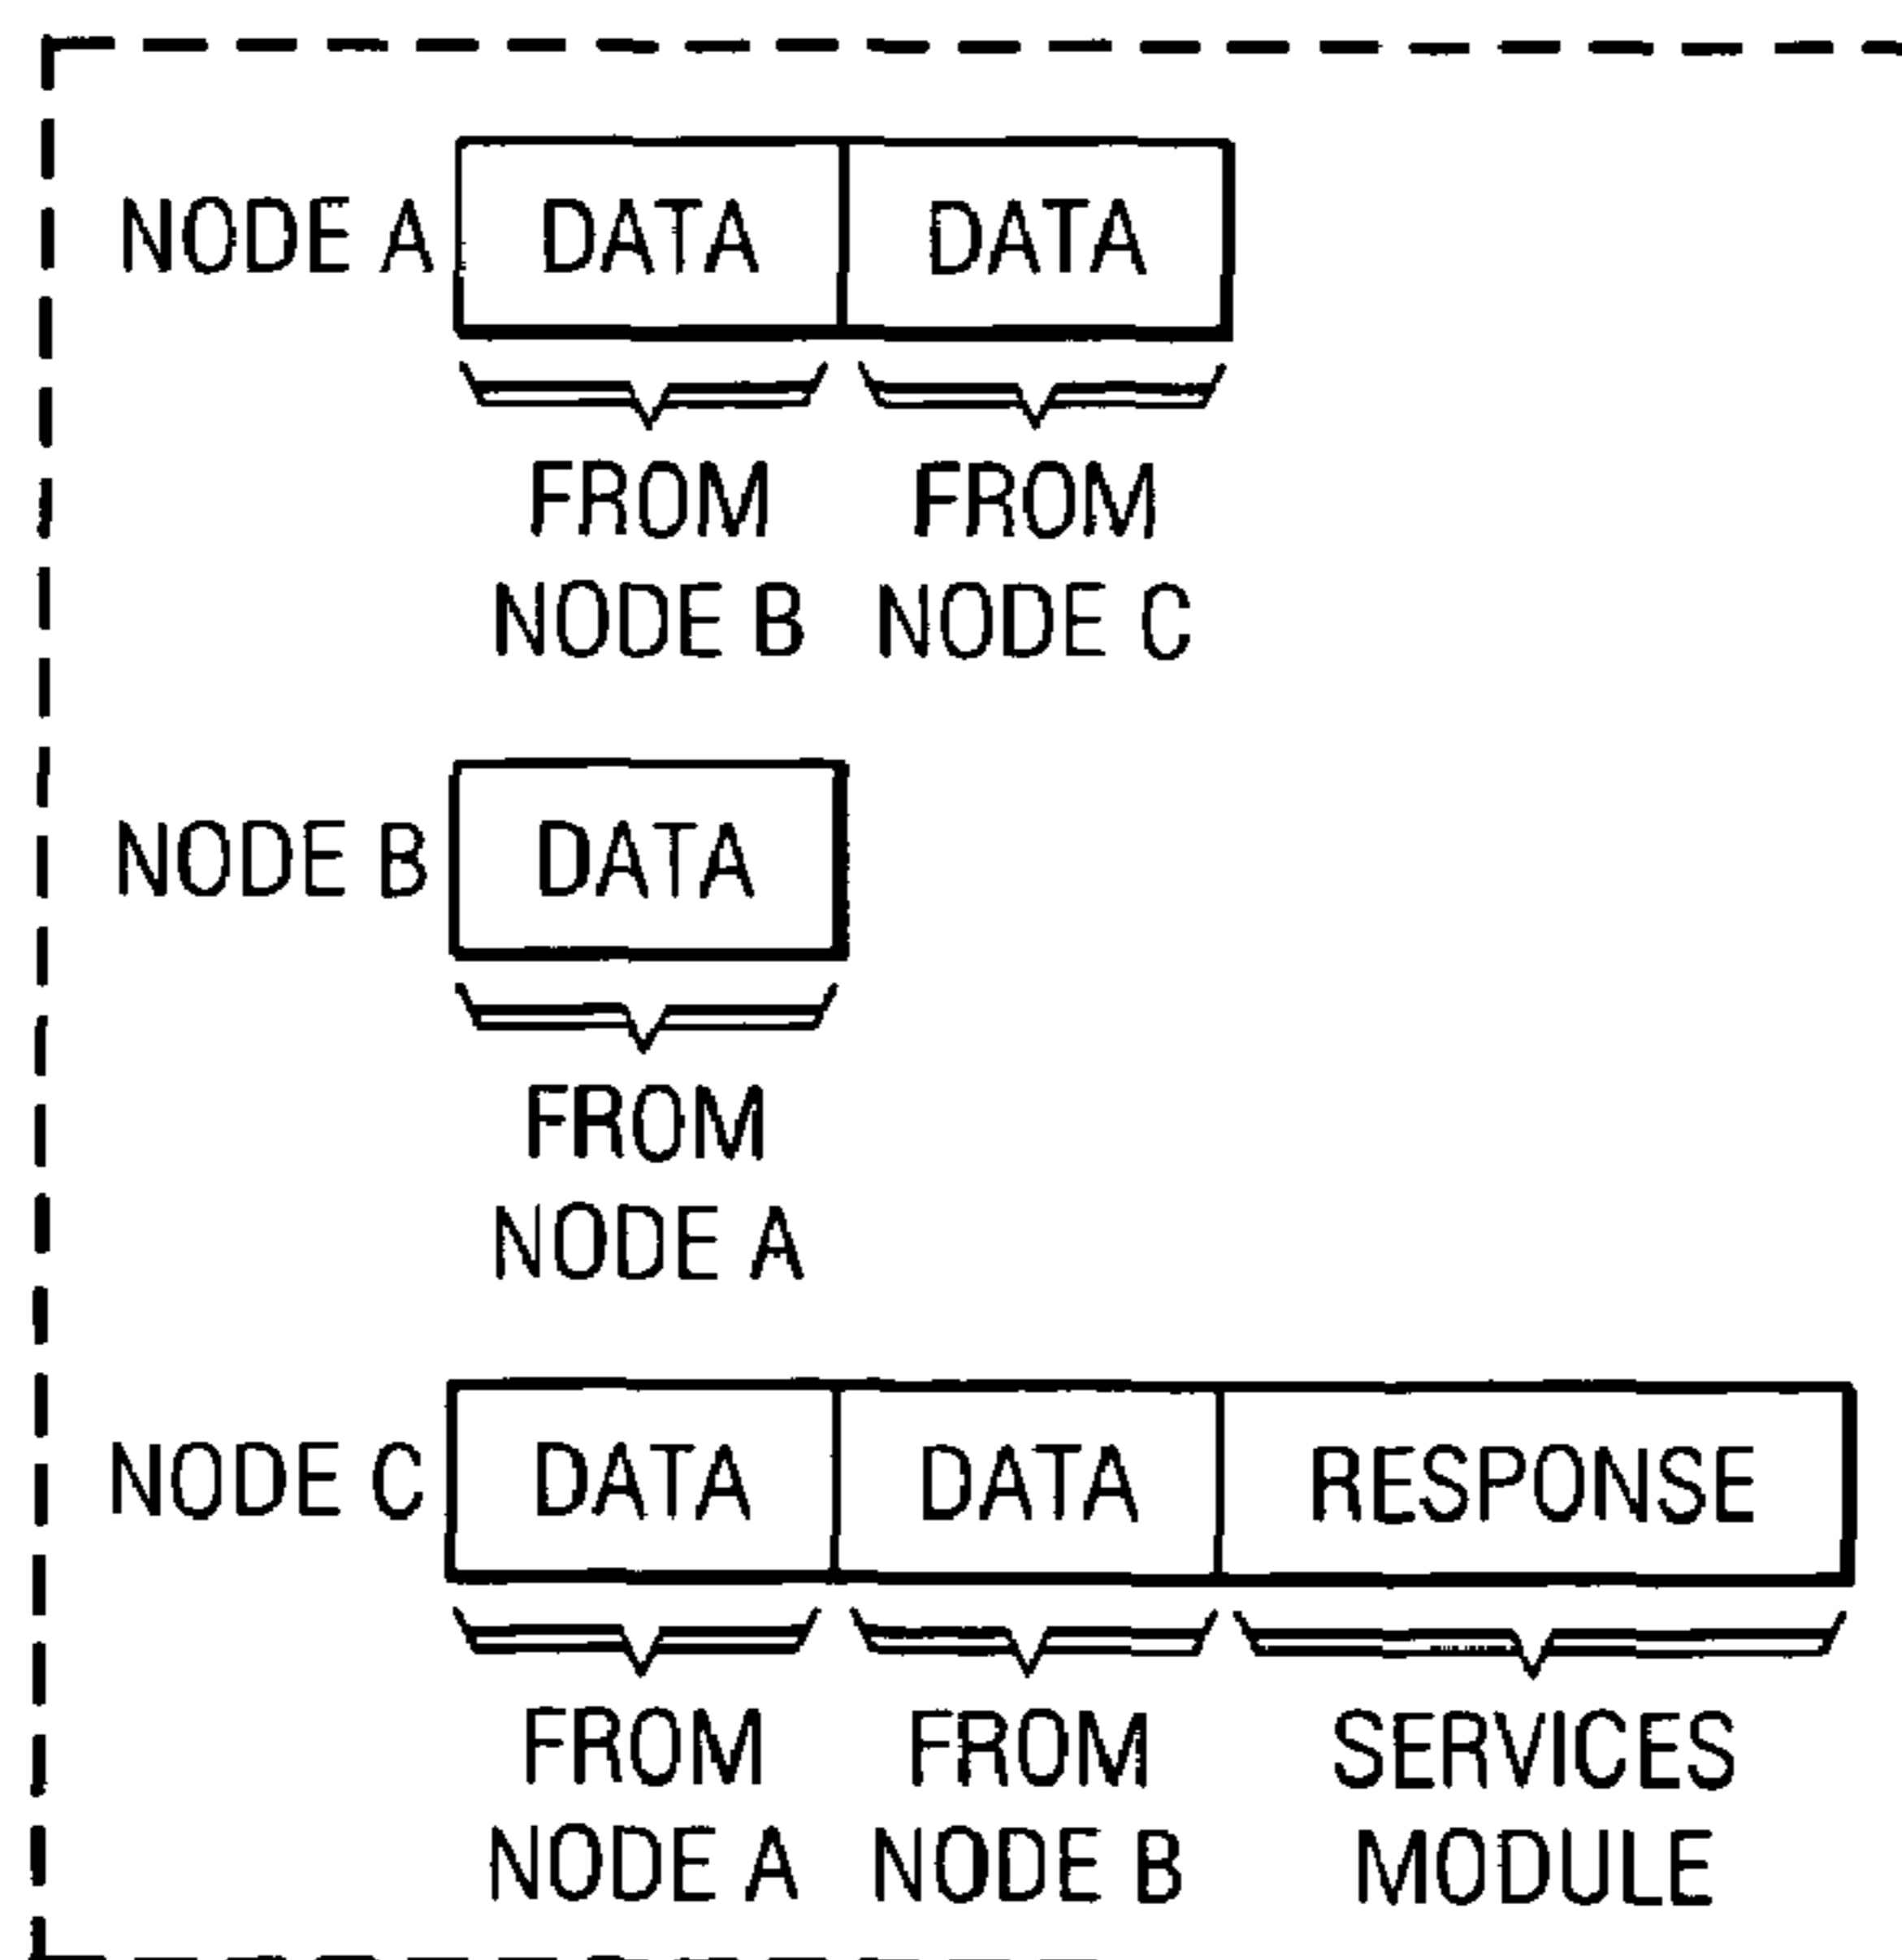 NODE A DATA DATA
FROM FROM
NODE B NODE C
NODE B DATA
FROM
NODE A
NODE C DATA DATA RESPONSE
FROM FROM SERVICES
NODE A NODE B MODULE